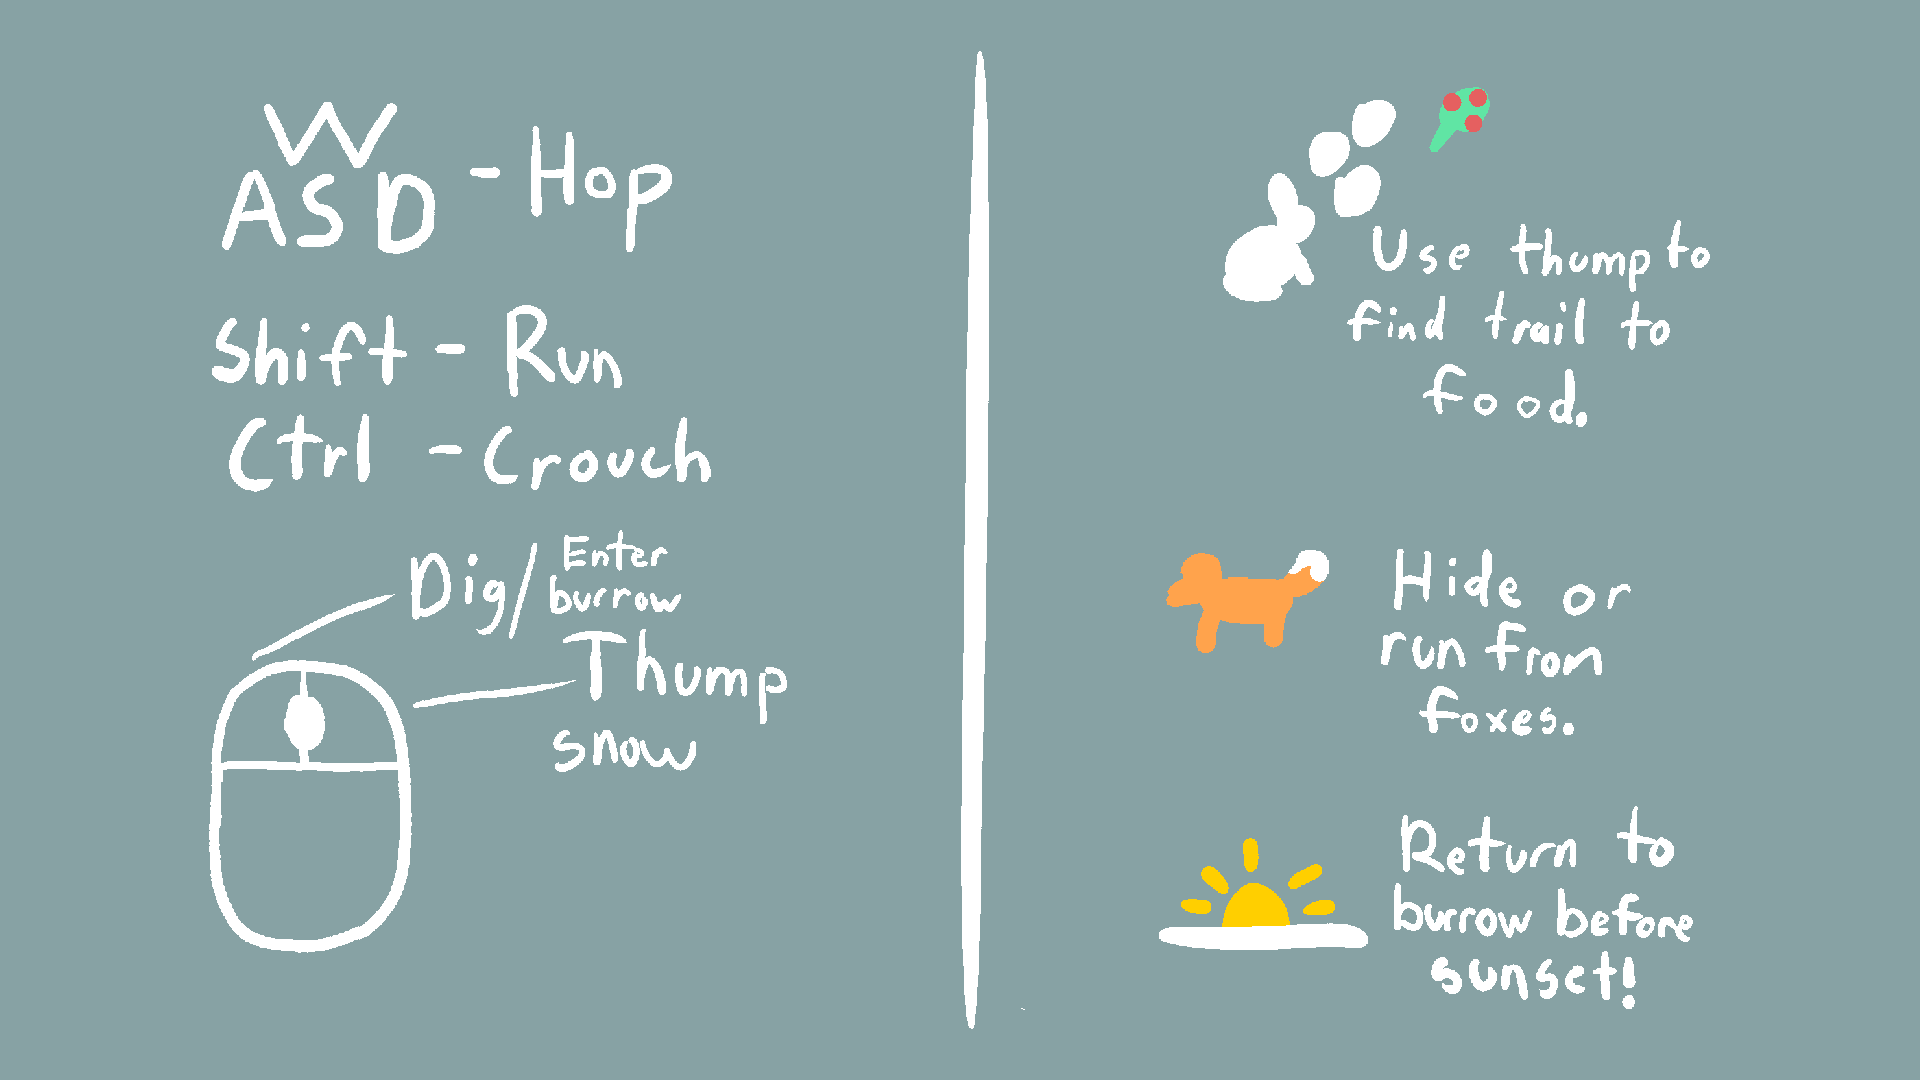 W
ASD - Hop
Shift - Run
Ctrl - Crouch
Dig/Enter
burrow
Thump
snow
Use thump to
find trail to
food.
Hide or
run from
foxes.
Return to
burrow before
sunset!